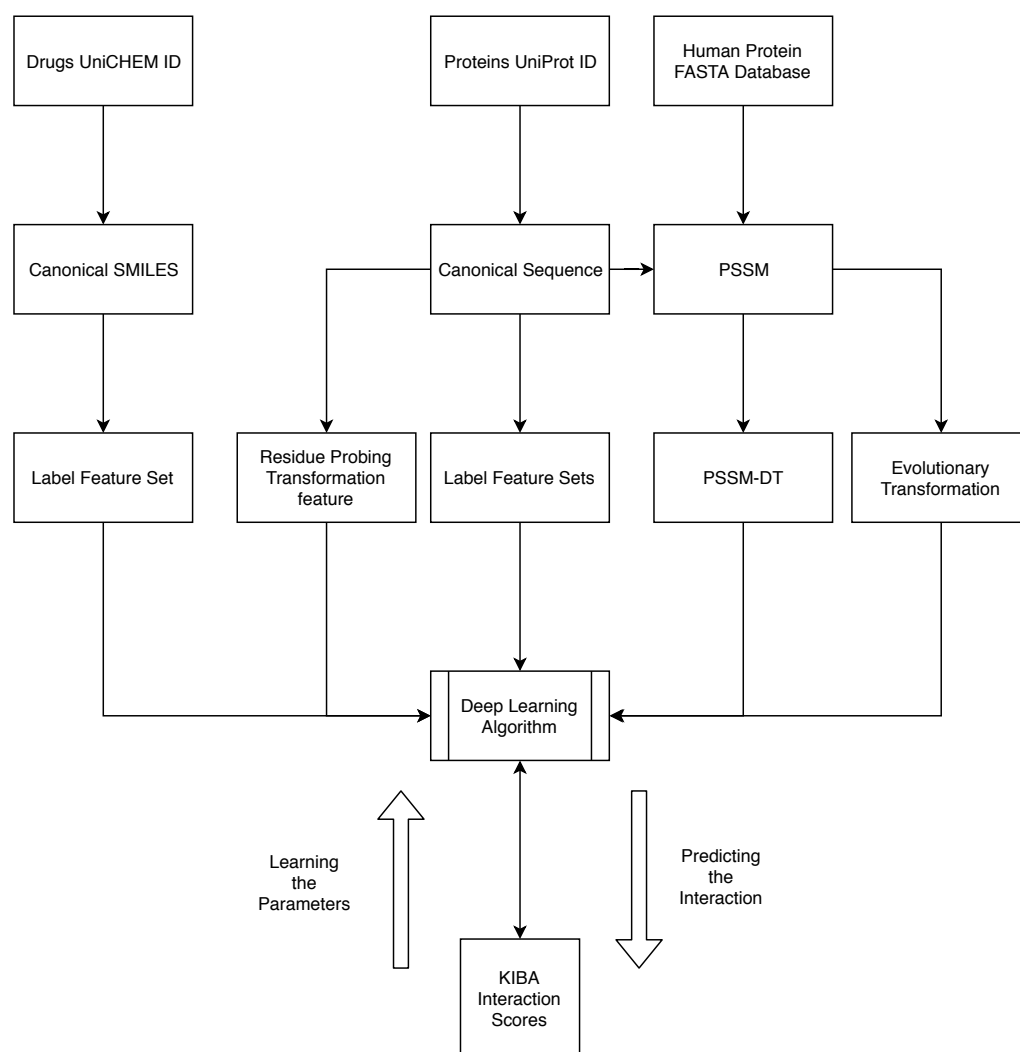 Drugs UniCHEM ID
Proteins UniProt ID
Human Protein
FASTA Database
Canonical SMILES
Canonical Sequence
PSSM
Label Feature Set
Residue Probing
Transformation
feature
Label Feature Sets
PSSM-DT
Evolutionary
Transformation
Deep Learning
Algorithm
Learning
the
Parameters
Predicting
the
Interaction
KIBA
Interaction
Scores